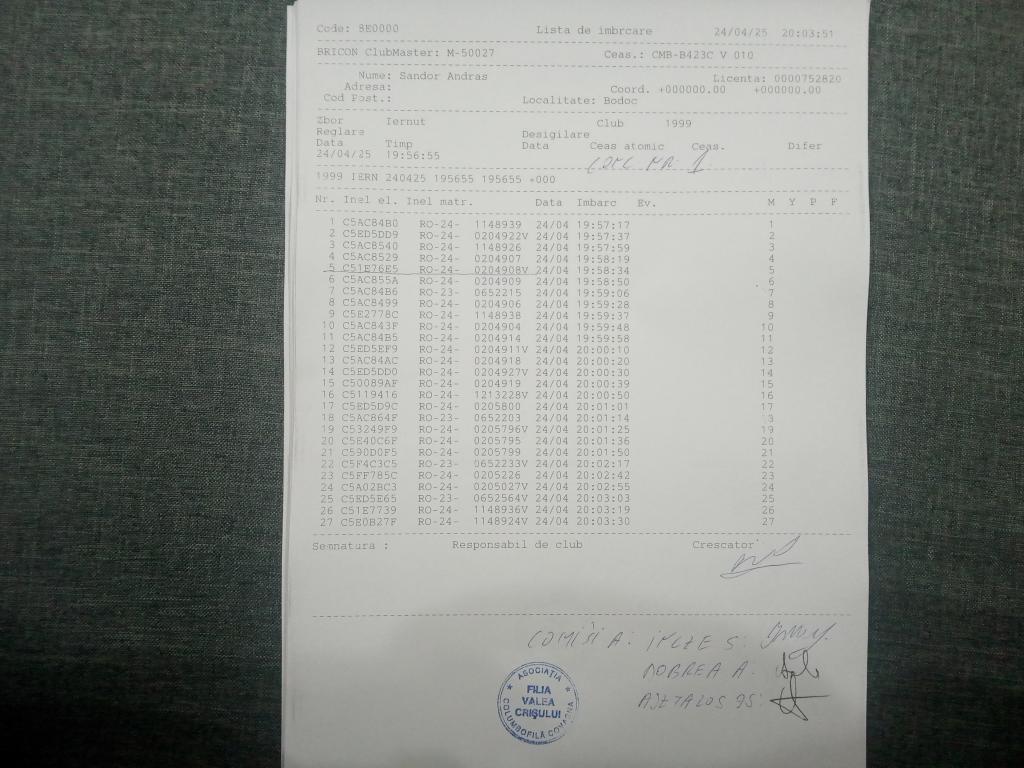 Code: 8E0000 Lista de imbrcare 24/04/25 20:03:51
BRICON ClubMaster: M-50027 Ceas.: CMB-B423C V 010
Nume: Sandor Andras Licenta: 0000752820
Adresa: Coord. +000000.00 +000000.00
Cod Post.: Localitate: Bodoc
Zbor Iernut Club 1999
Reglare Desigilare
Data Timp Data Ceas atomic Ceas. Difer
24/04/25 19:56:55
1999 IERN 240425 195655 195655 +000
Nr. Inel el. Inel matr. Data Imbarc Ev. M Y P F
1 C5AC84B0 RO-24- 1148939 24/04 19:57:17 1
2 C5ED5DD9 RO-24- 0204922V 24/04 19:57:37 2
3 C5AC8540 RO-24- 1148926 24/04 19:57:59 3
4 C5AC8529 RO-24- 0204907 24/04 19:58:19 4
5 C51E76E5 RO-24- 0204908V 24/04 19:58:34 5
6 C5AC855A RO-24- 0204909 24/04 19:58:50 6
7 C5AC84B6 RO-23- 0652215 24/04 19:59:06 7
8 C5AC8499 RO-24- 0204906 24/04 19:59:28 8
9 C5E2778C RO-24- 1148938 24/04 19:59:37 9
10 C5AC843F RO-24- 0204904 24/04 19:59:48 10
11 C5AC84B5 RO-24- 0204914 24/04 19:59:58 11
12 C5ED5EF9 RO-24- 0204911V 24/04 20:00:10 12
13 C5AC84AC RO-24- 0204918 24/04 20:00:20 13
14 C5ED5DD0 RO-24- 0204927V 24/04 20:00:30 14
15 C50089AF RO-24- 0204919 24/04 20:00:39 15
16 C5119416 RO-24- 1213228V 24/04 20:00:50 16
17 C5ED5D9C RO-24- 0205800 24/04 20:01:01 17
18 C5AC864F RO-23- 0652203 24/04 20:01:14 18
19 C53249F9 RO-24- 0205796V 24/04 20:01:25 19
20 C5E40C6F RO-24- 0205795 24/04 20:01:36 20
21 C590D0F5 RO-24- 0205799 24/04 20:01:50 21
22 C5F4C3C5 RO-23- 0652233V 24/04 20:02:17 22
23 C5FF785C RO-24- 0205226 24/04 20:02:42 23
24 C5A02BC3 RO-24- 0205027V 24/04 20:02:55 24
25 C5ED5E65 RO-23- 0652564V 24/04 20:03:03 25
26 C51E7739 RO-24- 1148936V 24/04 20:03:19 26
27 C5E0B27F RO-24- 1148924V 24/04 20:03:30 27
Semnatura : Responsabil de club Crescator
COMISIA:
DOBREA A.
ASOCIAȚIA
FILIA
VALEA
CRIȘULUI
COLUMBOFILĂ COVASNA